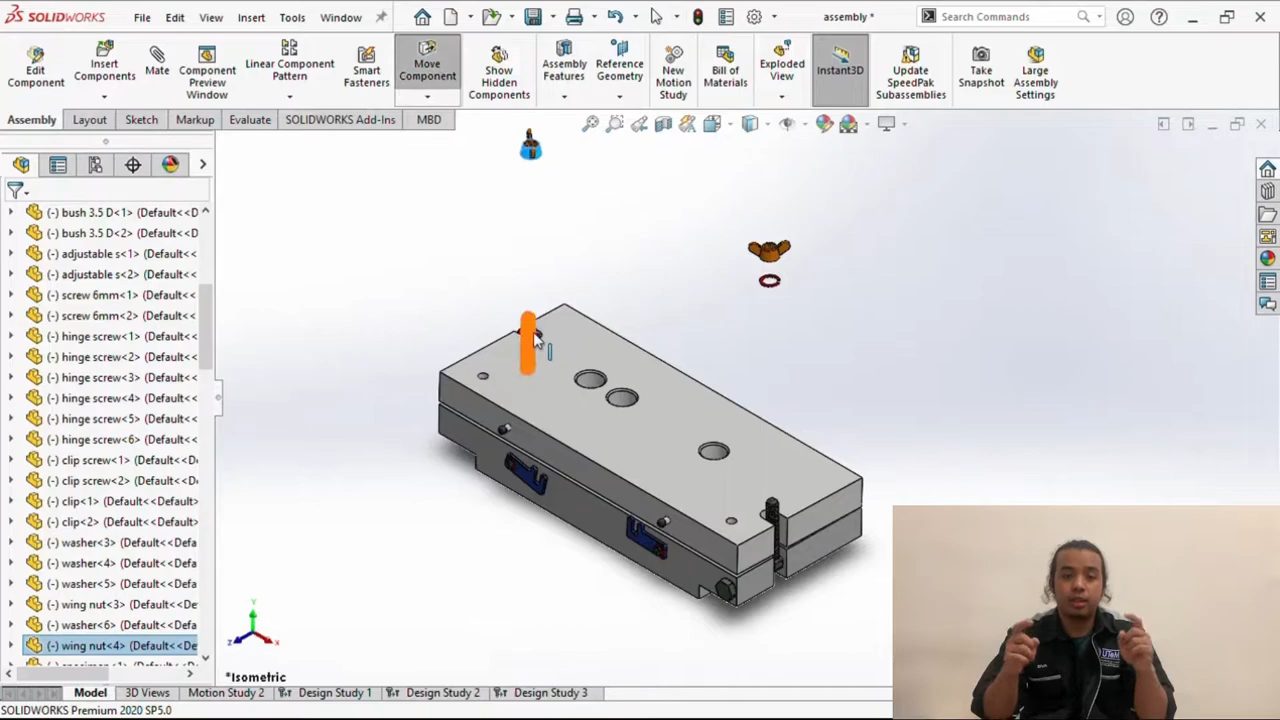 SOLIDWORKS File Edit View Insert Tools Window assembly * Search Commands
Edit Component
Insert Components
Mate
Component Preview Window
Linear Component Pattern
Smart Fasteners
Move Component
Show Hidden Components
Assembly Features
Reference Geometry
New Motion Study
Bill of Materials
Exploded View
Instant3D
Update SpeedPak Subassemblies
Take Snapshot
Large Assembly Settings
Assembly Layout Sketch Markup Evaluate SOLIDWORKS Add-Ins MBD
(-) bush 3.5 D<1> (Default<<D
(-) bush 3.5 D<2> (Default<<D
(-) adjustable s<1> (Default<<
(-) adjustable s<2> (Default<<
(-) screw 6mm<1> (Default<<
(-) screw 6mm<2> (Default<<
(-) hinge screw<1> (Default<<
(-) hinge screw<2> (Default<<
(-) hinge screw<3> (Default<<
(-) hinge screw<4> (Default<<
(-) hinge screw<5> (Default<<
(-) hinge screw<6> (Default<<
(-) clip screw<1> (Default<<D
(-) clip screw<2> (Default<<D
(-) clip<1> (Default<<Default
(-) clip<2> (Default<<Default
(-) washer<3> (Default<<Defa
(-) washer<4> (Default<<Defa
(-) washer<5> (Default<<Defa
(-) wing nut<3> (Default<<De
(-) washer<6> (Default<<Defa
(-) wing nut<4> (Default<<De
Y
Z
X
*Isometric
UTeM
Model 3D Views Motion Study 2 Design Study 1 Design Study 2 Design Study 3
SOLIDWORKS Premium 2020 SP5.0